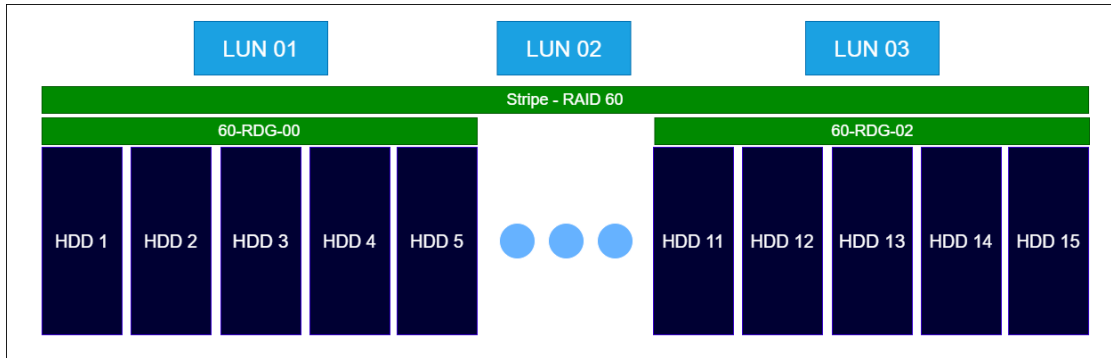 LUN 01 LUN 02 LUN 03
Stripe - RAID 60
60-RDG-00 60-RDG-02
HDD 1 HDD 2 HDD 3 HDD 4 HDD 5 HDD 11 HDD 12 HDD 13 HDD 14 HDD 15